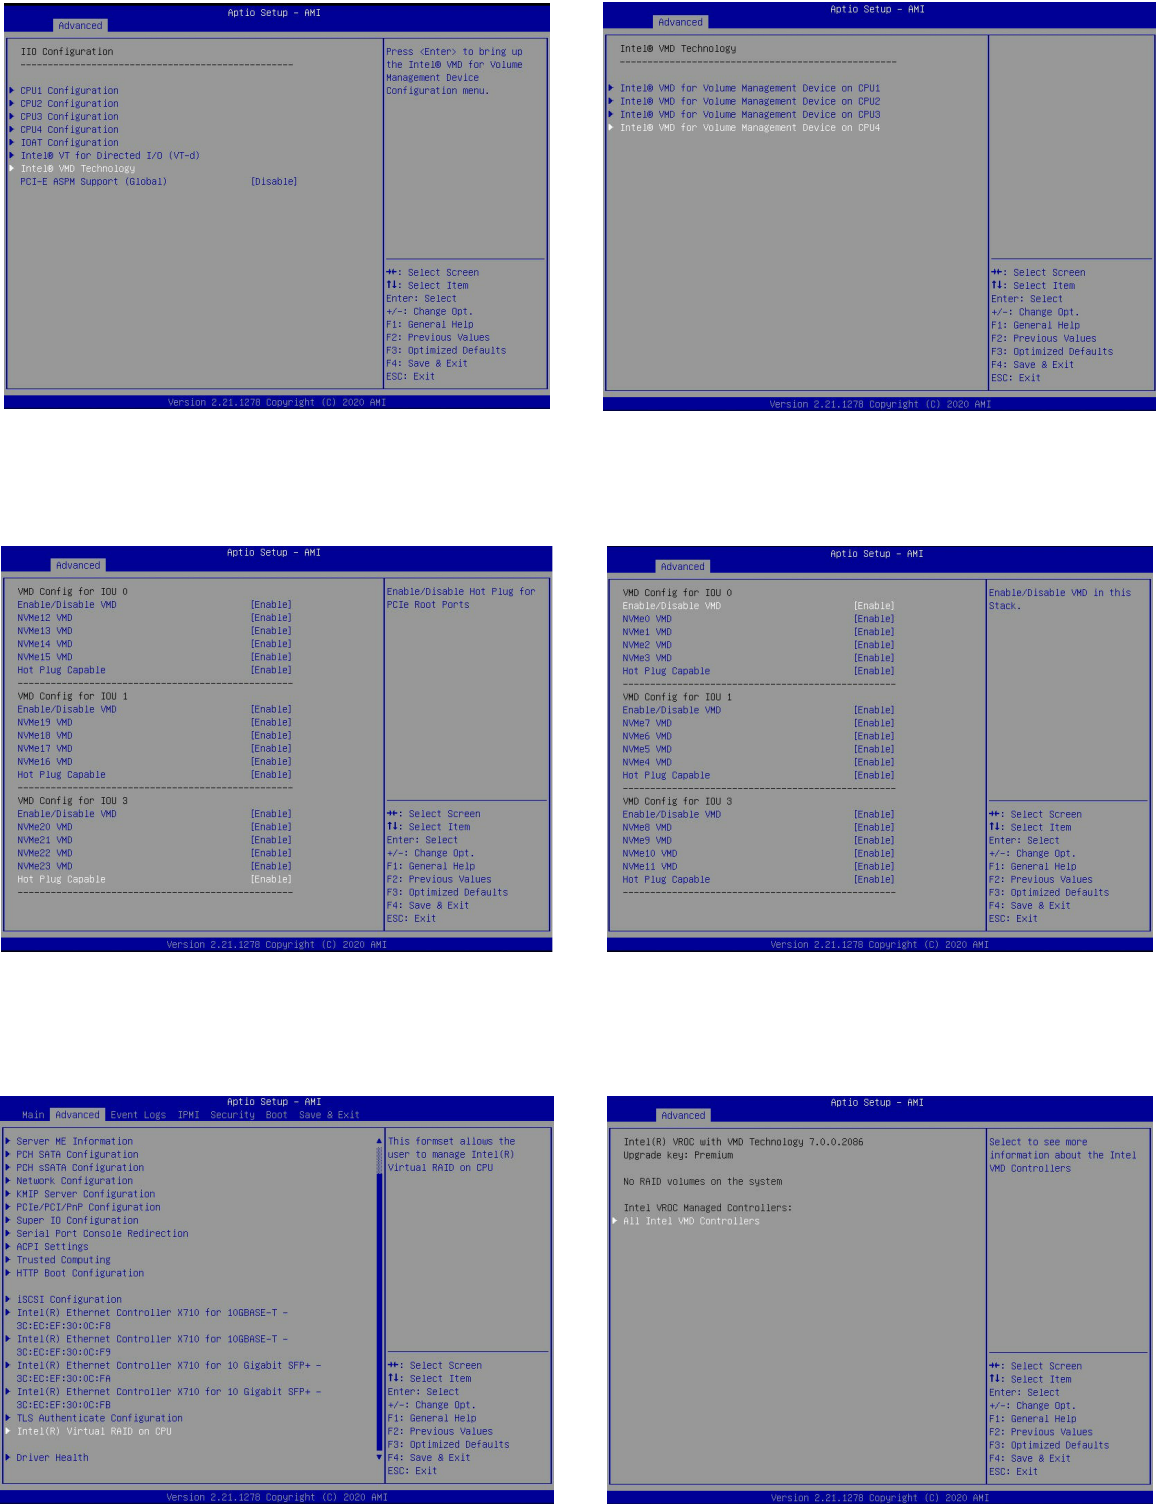 Aptio Setup – AMI
Advanced
IIO Configuration
--------------------------------------------------
CPU1 Configuration
CPU2 Configuration
CPU3 Configuration
CPU4 Configuration
IOAT Configuration
Intel® VT for Directed I/O (VT-d)
Intel® VMD Technology
PCI-E ASPM Support (Global) [Disable]
Press <Enter> to bring up
the Intel® VMD for Volume
Management Device
Configuration menu.
→←: Select Screen
↑↓: Select Item
Enter: Select
+/-: Change Opt.
F1: General Help
F2: Previous Values
F3: Optimized Defaults
F4: Save & Exit
ESC: Exit
Version 2.21.1278 Copyright (C) 2020 AMI
Aptio Setup – AMI
Advanced
Intel® VMD Technology
--------------------------------------------------
Intel® VMD for Volume Management Device on CPU1
Intel® VMD for Volume Management Device on CPU2
Intel® VMD for Volume Management Device on CPU3
Intel® VMD for Volume Management Device on CPU4
→←: Select Screen
↑↓: Select Item
Enter: Select
+/-: Change Opt.
F1: General Help
F2: Previous Values
F3: Optimized Defaults
F4: Save & Exit
ESC: Exit
Version 2.21.1278 Copyright (C) 2020 AMI
Aptio Setup – AMI
Advanced
VMD Config for IOU 0
Enable/Disable VMD [Enable]
NVMe12 VMD [Enable]
NVMe13 VMD [Enable]
NVMe14 VMD [Enable]
NVMe15 VMD [Enable]
Hot Plug Capable [Enable]
--------------------------------------------------
VMD Config for IOU 1
Enable/Disable VMD [Enable]
NVMe19 VMD [Enable]
NVMe18 VMD [Enable]
NVMe17 VMD [Enable]
NVMe16 VMD [Enable]
Hot Plug Capable [Enable]
--------------------------------------------------
VMD Config for IOU 3
Enable/Disable VMD [Enable]
NVMe20 VMD [Enable]
NVMe21 VMD [Enable]
NVMe22 VMD [Enable]
NVMe23 VMD [Enable]
Hot Plug Capable [Enable]
--------------------------------------------------
Enable/Disable Hot Plug for
PCIe Root Ports
→←: Select Screen
↑↓: Select Item
Enter: Select
+/-: Change Opt.
F1: General Help
F2: Previous Values
F3: Optimized Defaults
F4: Save & Exit
ESC: Exit
Version 2.21.1278 Copyright (C) 2020 AMI
Aptio Setup – AMI
Advanced
VMD Config for IOU 0
Enable/Disable VMD [Enable]
NVMe0 VMD [Enable]
NVMe1 VMD [Enable]
NVMe2 VMD [Enable]
NVMe3 VMD [Enable]
Hot Plug Capable [Enable]
--------------------------------------------------
VMD Config for IOU 1
Enable/Disable VMD [Enable]
NVMe7 VMD [Enable]
NVMe6 VMD [Enable]
NVMe5 VMD [Enable]
NVMe4 VMD [Enable]
Hot Plug Capable [Enable]
--------------------------------------------------
VMD Config for IOU 3
Enable/Disable VMD [Enable]
NVMe8 VMD [Enable]
NVMe9 VMD [Enable]
NVMe10 VMD [Enable]
NVMe11 VMD [Enable]
Hot Plug Capable [Enable]
--------------------------------------------------
Enable/Disable VMD in this
Stack.
→←: Select Screen
↑↓: Select Item
Enter: Select
+/-: Change Opt.
F1: General Help
F2: Previous Values
F3: Optimized Defaults
F4: Save & Exit
ESC: Exit
Version 2.21.1278 Copyright (C) 2020 AMI
Aptio Setup – AMI
Main Advanced Event Logs IPMI Security Boot Save & Exit
Server ME Information
PCH SATA Configuration
PCH sSATA Configuration
Network Configuration
KMIP Server Configuration
PCIe/PCI/PnP Configuration
Super IO Configuration
Serial Port Console Redirection
ACPI Settings
Trusted Computing
HTTP Boot Configuration
iSCSI Configuration
Intel(R) Ethernet Controller X710 for 10GBASE-T –
3C:EC:EF:30:0C:F8
Intel(R) Ethernet Controller X710 for 10GBASE-T –
3C:EC:EF:30:0C:F9
Intel(R) Ethernet Controller X710 for 10 Gigabit SFP+ –
3C:EC:EF:30:0C:FA
Intel(R) Ethernet Controller X710 for 10 Gigabit SFP+ –
3C:EC:EF:30:0C:FB
TLS Authenticate Configuration
Intel(R) Virtual RAID on CPU
Driver Health
This formset allows the
user to manage Intel(R)
Virtual RAID on CPU
→←: Select Screen
↑↓: Select Item
Enter: Select
+/-: Change Opt.
F1: General Help
F2: Previous Values
F3: Optimized Defaults
F4: Save & Exit
ESC: Exit
Version 2.21.1278 Copyright (C) 2020 AMI
Aptio Setup – AMI
Advanced
Intel(R) VROC with VMD Technology 7.0.0.2086
Upgrade key: Premium
No RAID volumes on the system
Intel VROC Managed Controllers:
All Intel VMD Controllers
Select to see more
information about the Intel
VMD Controllers
→←: Select Screen
↑↓: Select Item
Enter: Select
+/-: Change Opt.
F1: General Help
F2: Previous Values
F3: Optimized Defaults
F4: Save & Exit
ESC: Exit
Version 2.21.1278 Copyright (C) 2020 AMI